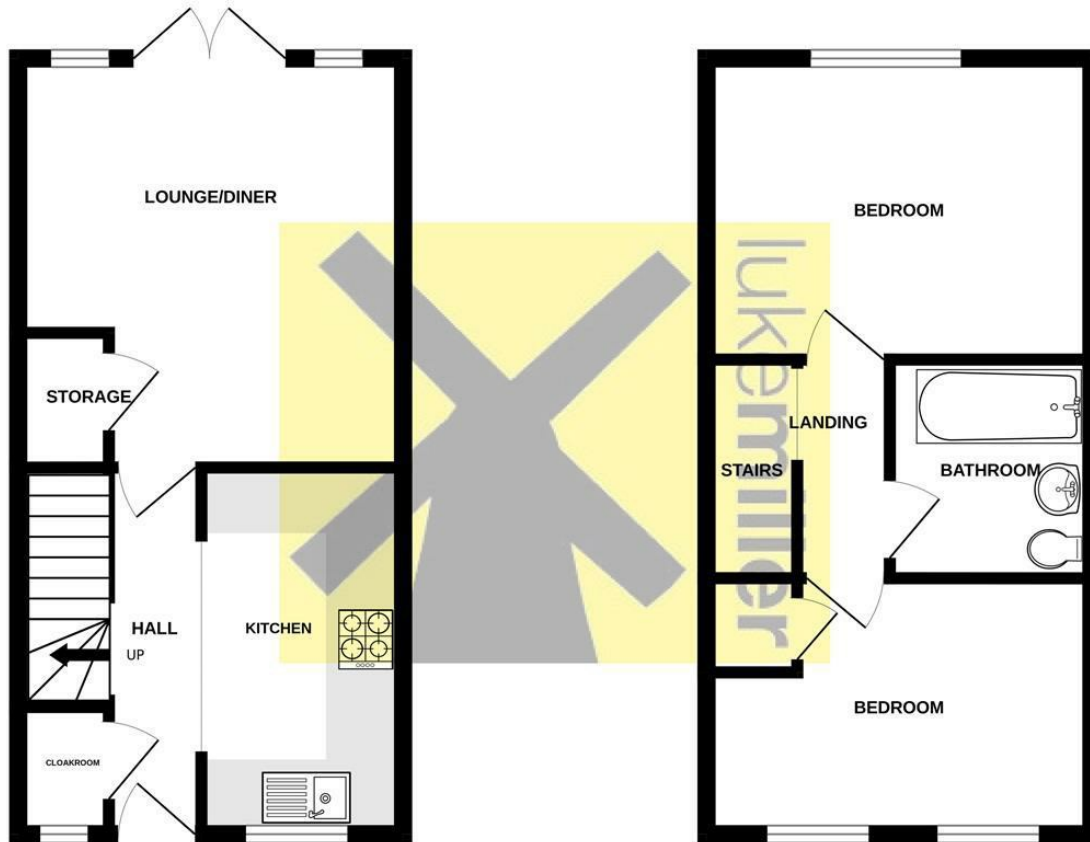 LOUNGE/DINER
STORAGE
HALL
UP
KITCHEN
CLOAKROOM
BEDROOM
LANDING
STAIRS
BATHROOM
BEDROOM
lukemiller